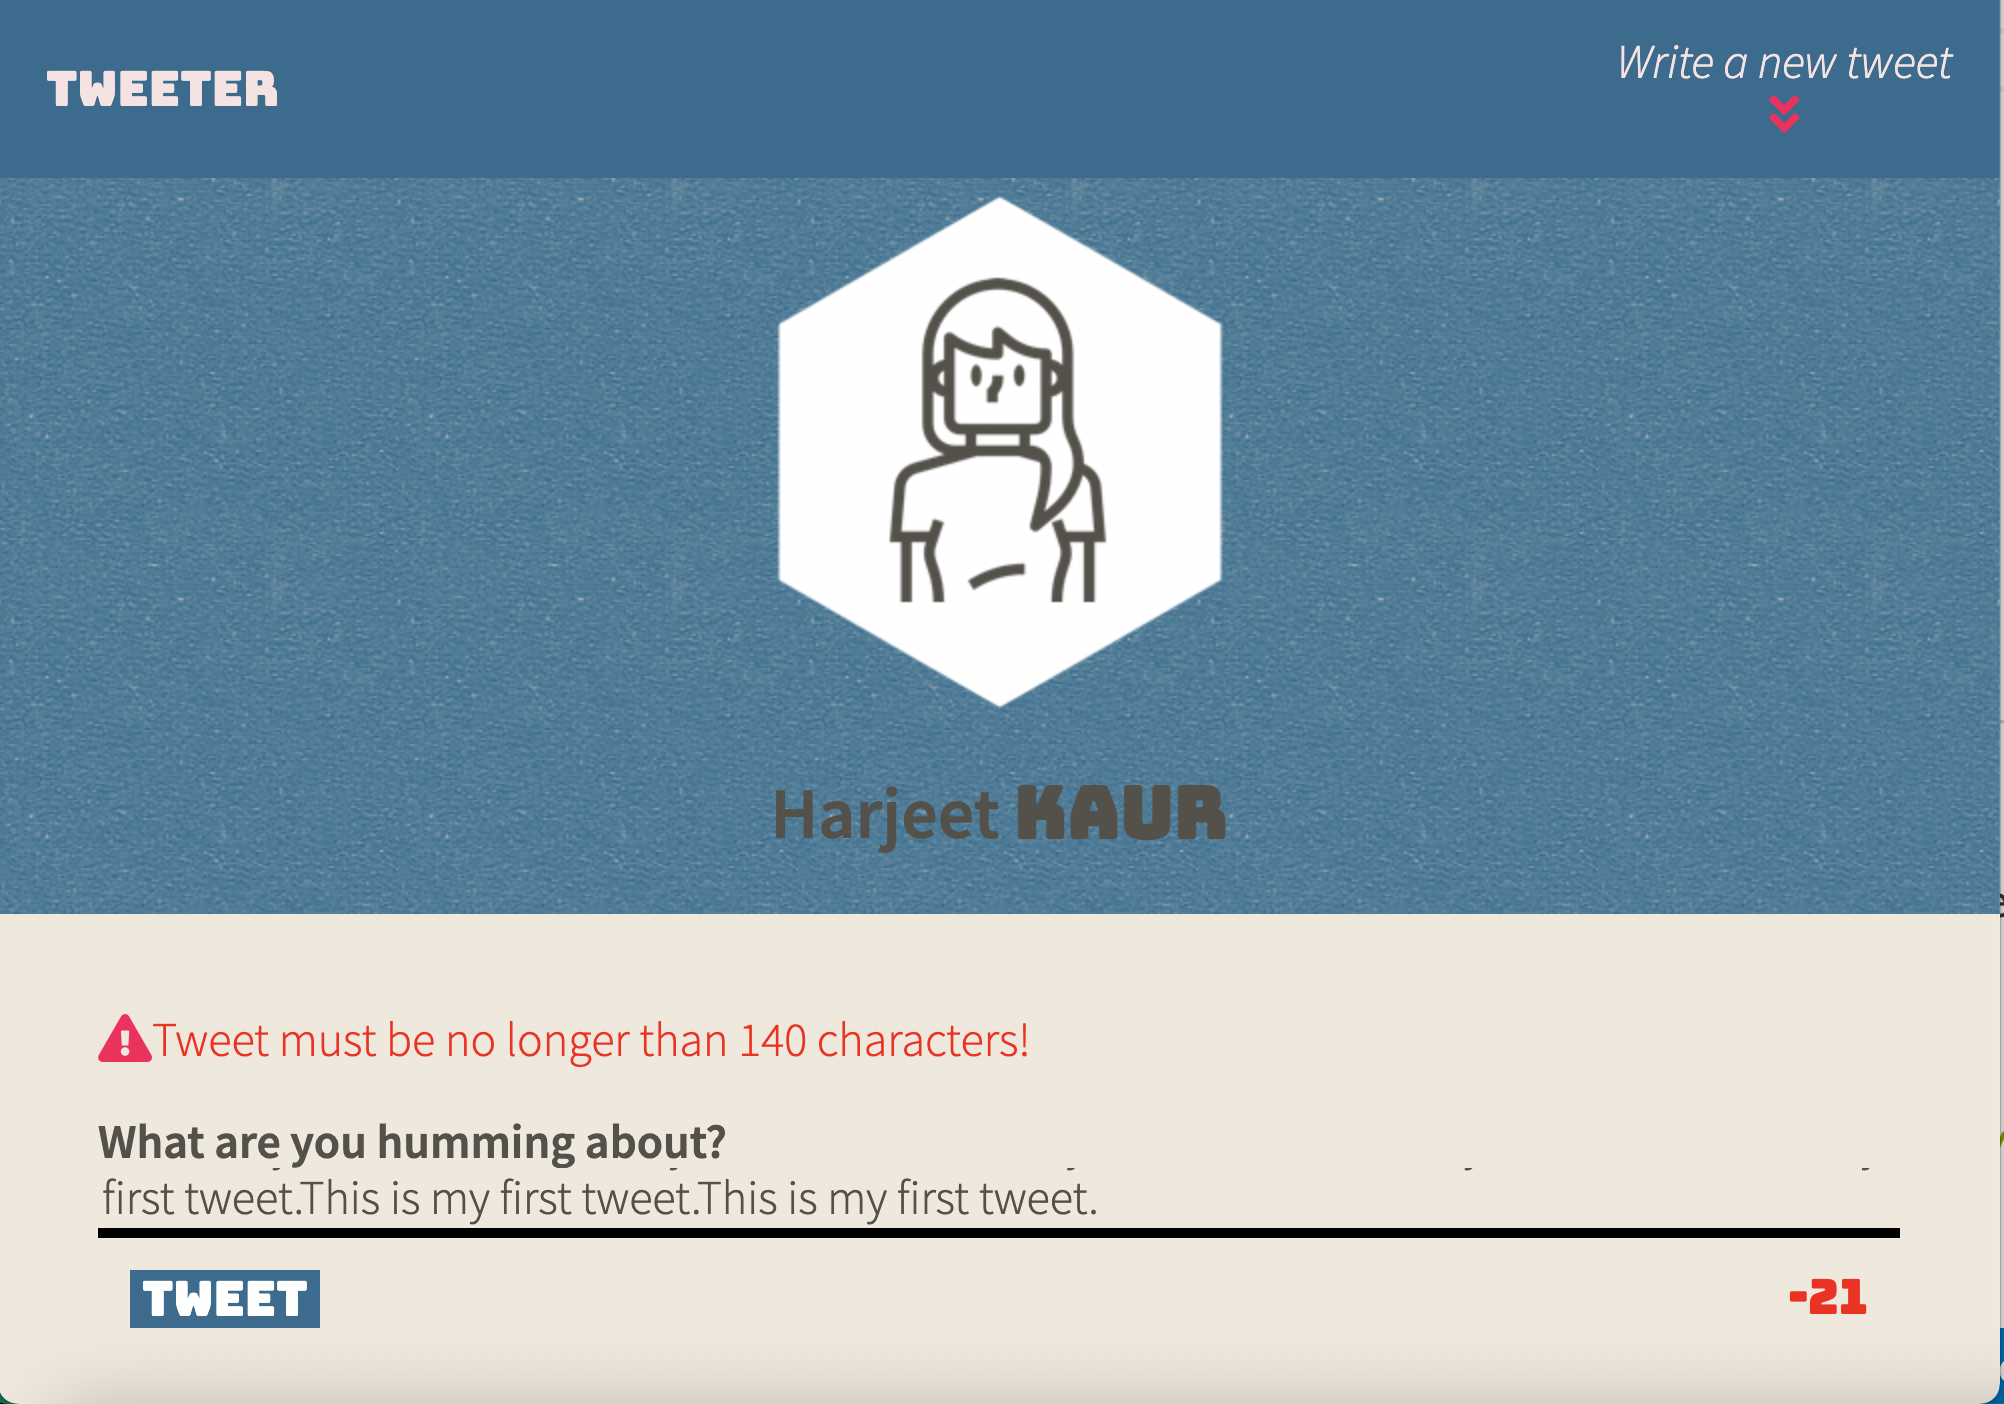 TWEETER
Write a new tweet
Harjeet KAUR
Tweet must be no longer than 140 characters!
What are you humming about?
first tweet.This is my first tweet.This is my first tweet.
TWEET
-21